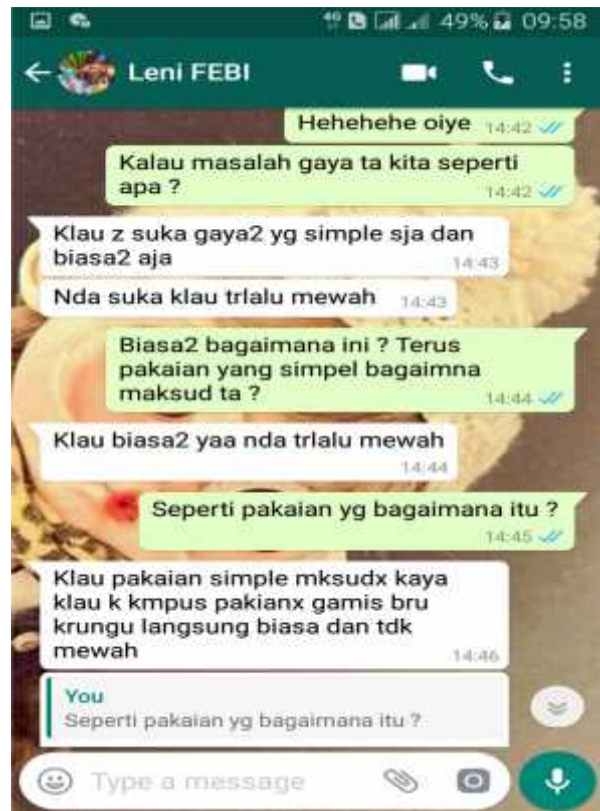 49% 09:58
Leni FEBI
Hehehehe oiye 14:42
Kalau masalah gaya ta kita seperti
apa ? 14:42
Klau z suka gaya2 yg simple sja dan
biasa2 aja 14:43
Nda suka klau trlalu mewah 14:43
Biasa2 bagaimana ini ? Terus
pakaian yang simpel bagaimna
maksud ta ? 14:44
Klau biasa2 yaa nda trlalu mewah
14:44
Seperti pakaian yg bagaimana itu ?
14:45
Klau pakaian simple mksudx kaya
klau k kmpus pakianx gamis bru
krungu langsung biasa dan tdk
mewah 14:46
You
Seperti pakaian yg bagaimana itu ?
Type a message